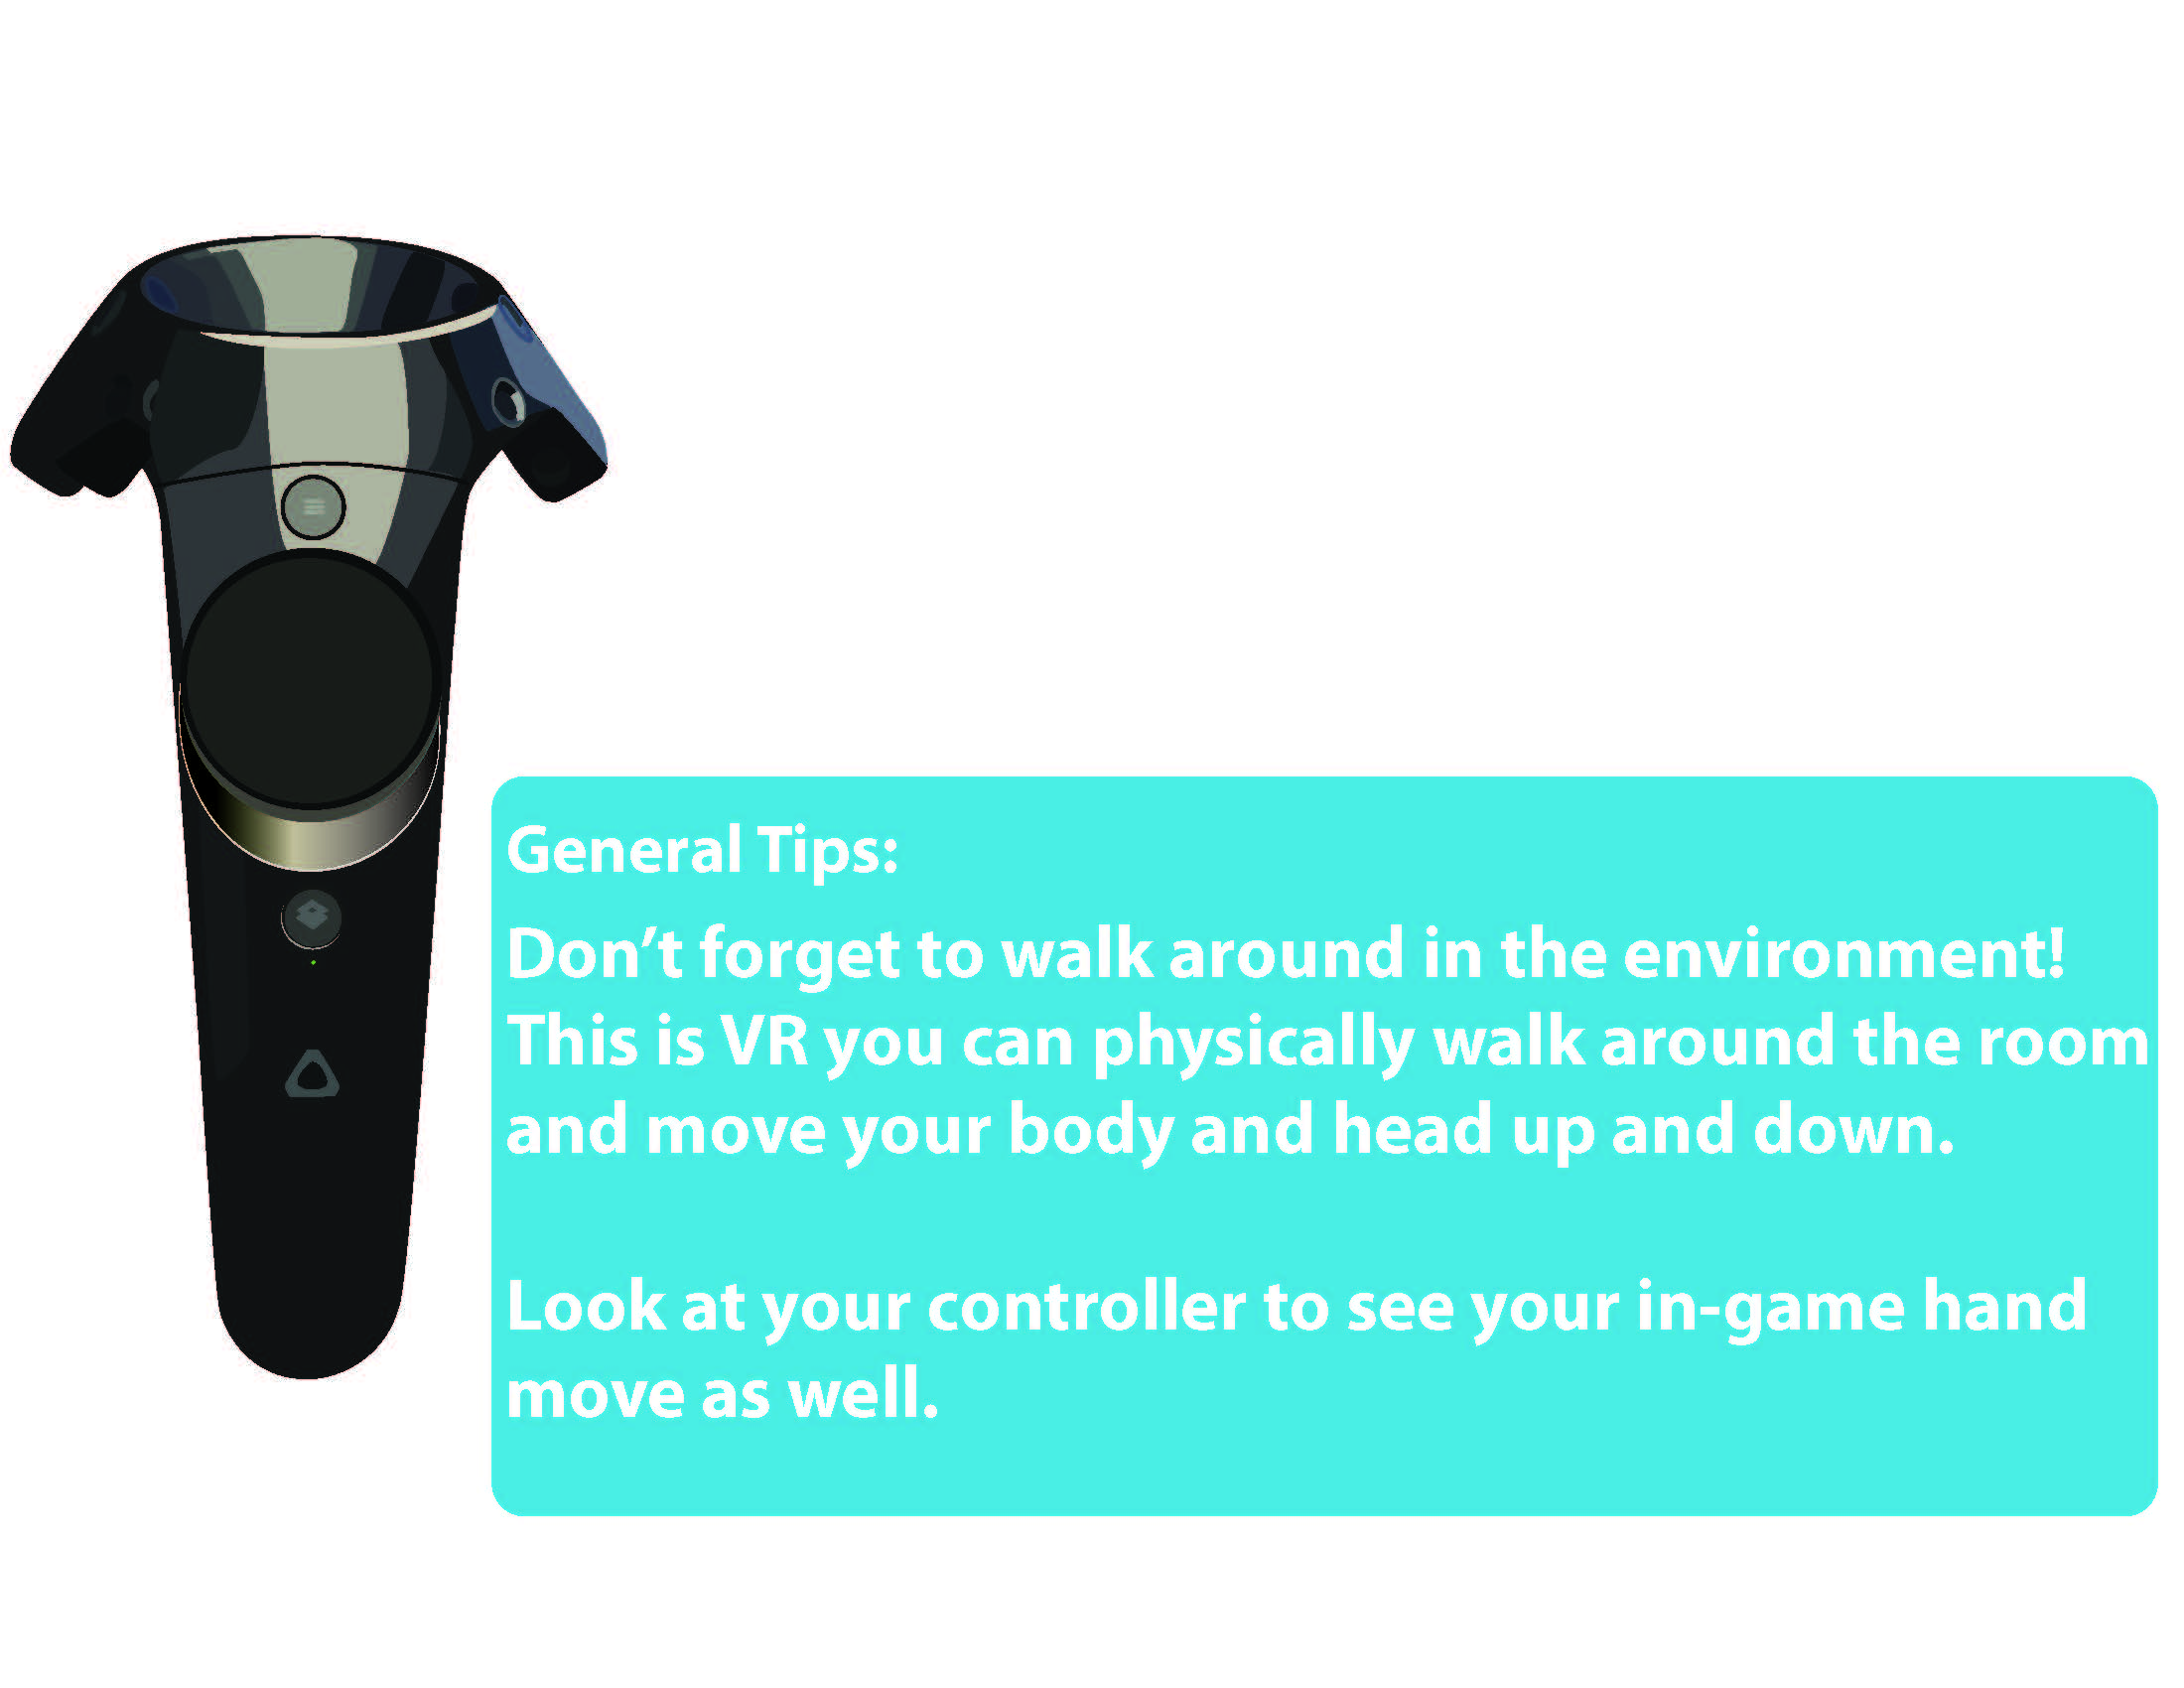 General Tips:
Don’t forget to walk around in the environment!
This is VR you can physically walk around the room
and move your body and head up and down.
Look at your controller to see your in-game hand
move as well.